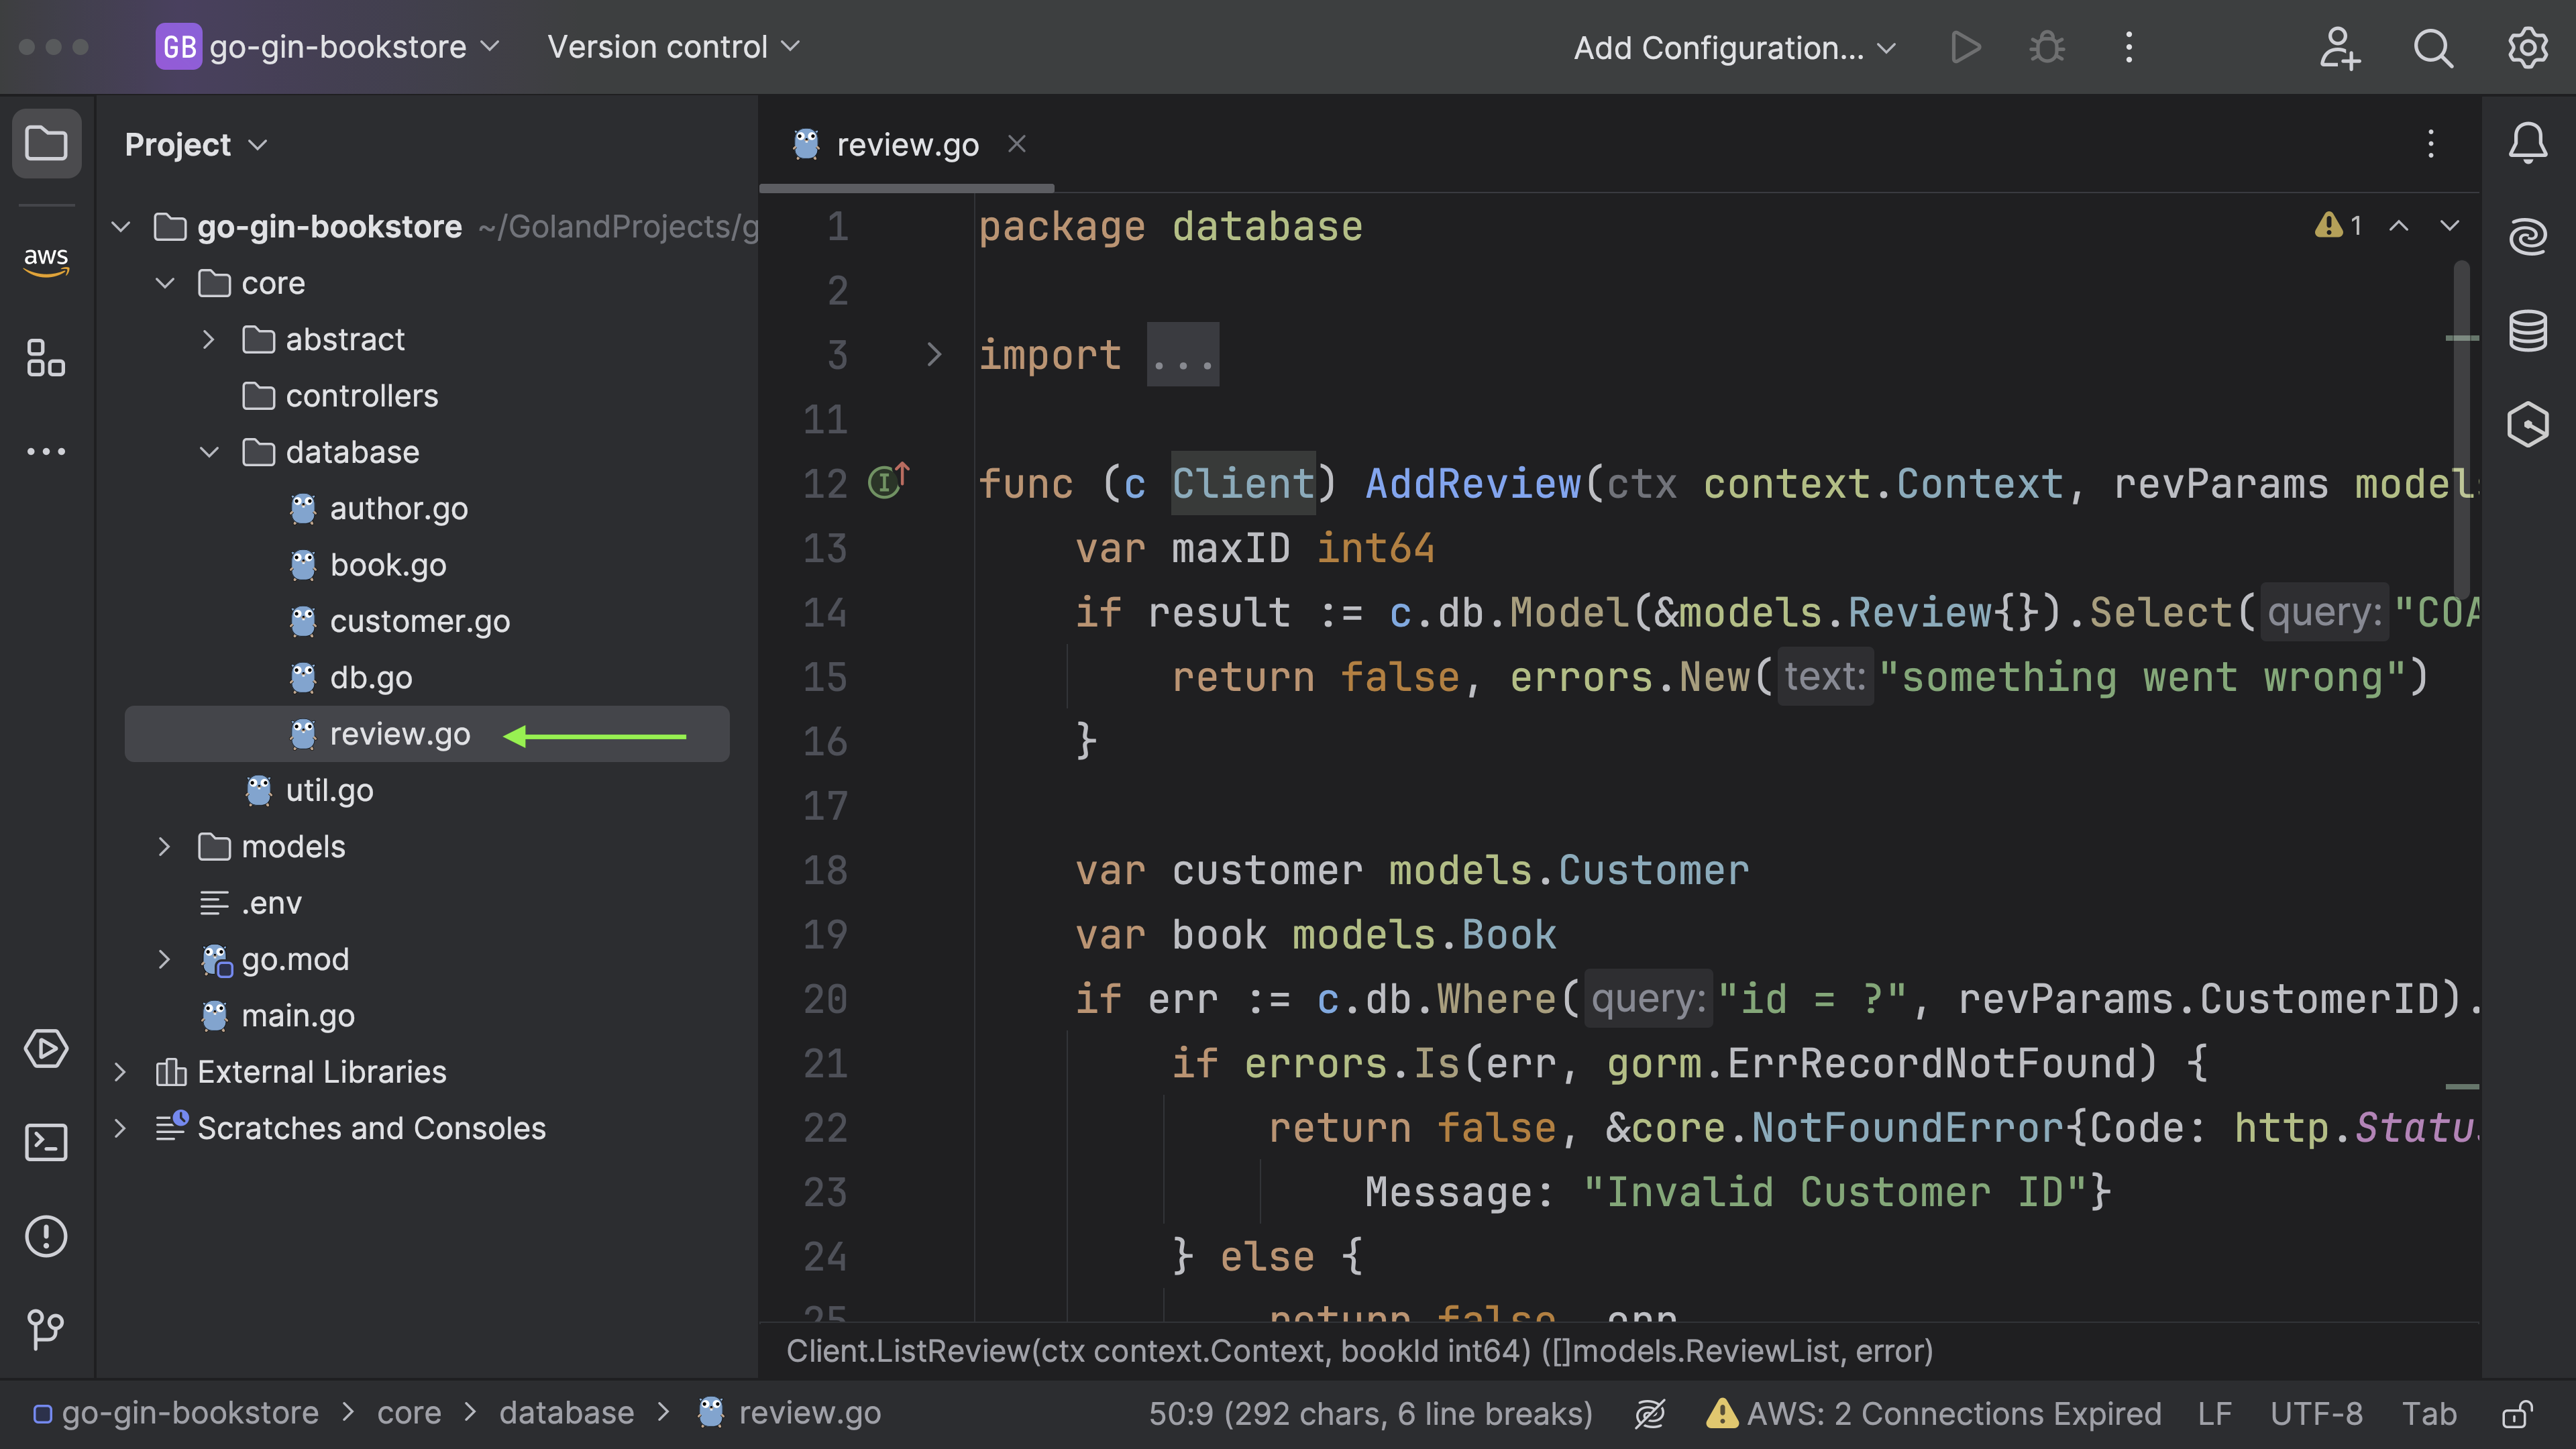 GB go-gin-bookstore Version control Add Configuration...
Project
aws
go-gin-bookstore ~/GolandProjects/g
core
abstract
controllers
database
author.go
book.go
customer.go
db.go
review.go
util.go
models
.env
go.mod
main.go
External Libraries
Scratches and Consoles
review.go
1 package database
1
2
3 import ...
11
12 func (c Client) AddReview(ctx context.Context, revParams models
13 var maxID int64
14 if result := c.db.Model(&models.Review{}).Select( query: "COA
15 return false, errors.New( text: "something went wrong")
16 }
17
18 var customer models.Customer
19 var book models.Book
20 if err := c.db.Where( query: "id = ?", revParams.CustomerID).
21 if errors.Is(err, gorm.ErrRecordNotFound) {
22 return false, &core.NotFoundError{Code: http.Statu
23 Message: "Invalid Customer ID"}
24 } else {
25 return false, err
Client.ListReview(ctx context.Context, bookId int64) ([]models.ReviewList, error)
go-gin-bookstore > core > database > review.go 50:9 (292 chars, 6 line breaks) AWS: 2 Connections Expired LF UTF-8 Tab